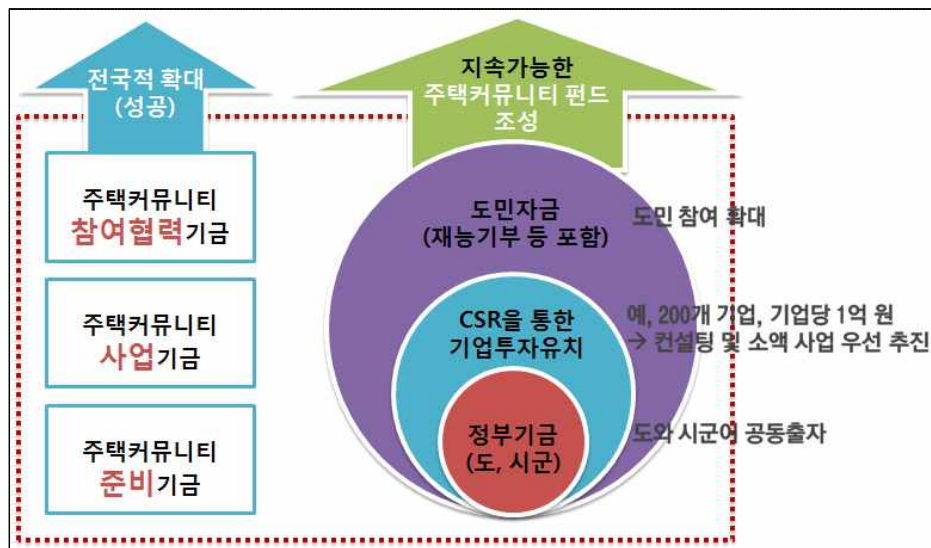 전국적 확대
(성공)
주택커뮤니티
참여협력기금
주택커뮤니티
사업기금
주택커뮤니티
준비기금
지속가능한
주택커뮤니티 펀드
조성
도민자금
(재능기부 등 포함)
도민 참여 확대
CSR을 통한
기업투자유치
예, 200개 기업, 기업당 1억 원
→ 컨설팅 및 소액 사업 우선 추진
정부기금
(도, 시군)
도와 시군이 공동출자